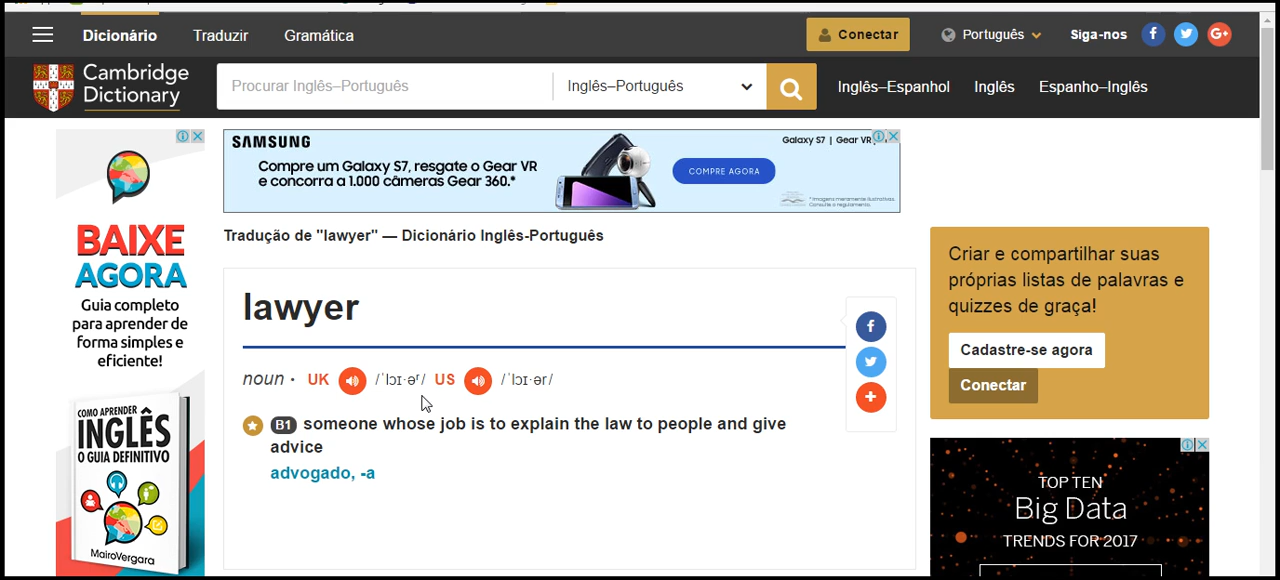 Dicionário
Traduzir
Gramática
Conectar
Português
Siga-nos
Cambridge
Dictionary
Procurar Inglês–Português
Inglês–Português
Inglês–Espanhol
Inglês
Espanho–Inglês
SAMSUNG
Compre um Galaxy S7, resgate o Gear VR
e concorra a 1.000 câmeras Gear 360.*
COMPRE AGORA
Galaxy S7 | Gear VR
*Imagens meramente ilustrativas.
Consulte o regulamento.
BAIXE
AGORA
Guia completo
para aprender de
forma simples e
eficiente!
COMO APRENDER
INGLÊS
O GUIA DEFINITIVO
MairoVergara
Tradução de "lawyer" — Dicionário Inglês-Português
lawyer
noun · UK /ˈlɔɪ·əʳ/ US /ˈlɔɪ·ər/
B1 someone whose job is to explain the law to people and give
advice
advogado, -a
Criar e compartilhar suas
próprias listas de palavras e
quizzes de graça!
Cadastre-se agora
Conectar
TOP TEN
Big Data
TRENDS FOR 2017